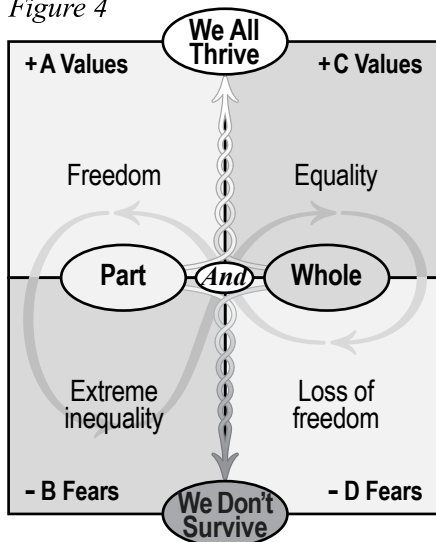 Figure 4
We All
Thrive
+A Values
+C Values
Freedom
Equality
Part
And
Whole
Extreme
inequality
Loss of
freedom
- B Fears
- D Fears
We Don't
Survive